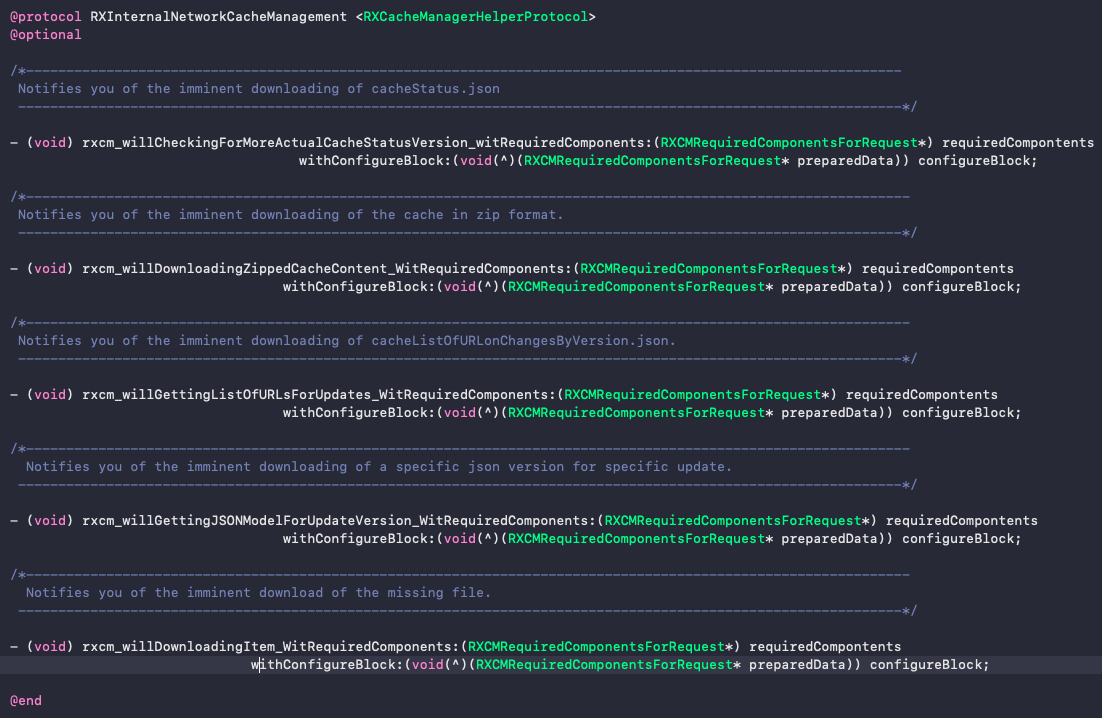 @protocol RXInternalNetworkCacheManagement <RXCacheManagerHelperProtocol>
@optional
/*--------------------------------------------------------------------------------------------------------------
Notifies you of the imminent downloading of cacheStatus.json
--------------------------------------------------------------------------------------------------------------*/
- (void) rxcm_willCheckingForMoreActualCacheStatusVersion_witRequiredComponents:(RXCMRequiredComponentsForRequest*) requiredCompontents
withConfigureBlock:(void(^)(RXCMRequiredComponentsForRequest* preparedData)) configureBlock;
/*--------------------------------------------------------------------------------------------------------------
Notifies you of the imminent downloading of the cache in zip format.
--------------------------------------------------------------------------------------------------------------*/
- (void) rxcm_willDownloadingZippedCacheContent_WitRequiredComponents:(RXCMRequiredComponentsForRequest*) requiredCompontents
withConfigureBlock:(void(^)(RXCMRequiredComponentsForRequest* preparedData)) configureBlock;
/*--------------------------------------------------------------------------------------------------------------
Notifies you of the imminent downloading of cacheListOfURLonChangesByVersion.json.
--------------------------------------------------------------------------------------------------------------*/
- (void) rxcm_willGettingListOfURLsForUpdates_WitRequiredComponents:(RXCMRequiredComponentsForRequest*) requiredCompontents
withConfigureBlock:(void(^)(RXCMRequiredComponentsForRequest* preparedData)) configureBlock;
/*--------------------------------------------------------------------------------------------------------------
Notifies you of the imminent downloading of a specific json version for specific update.
--------------------------------------------------------------------------------------------------------------*/
- (void) rxcm_willGettingJSONModelForUpdateVersion_WitRequiredComponents:(RXCMRequiredComponentsForRequest*) requiredCompontents
withConfigureBlock:(void(^)(RXCMRequiredComponentsForRequest* preparedData)) configureBlock;
/*--------------------------------------------------------------------------------------------------------------
Notifies you of the imminent download of the missing file.
--------------------------------------------------------------------------------------------------------------*/
- (void) rxcm_willDownloadingItem_WitRequiredComponents:(RXCMRequiredComponentsForRequest*) requiredCompontents
withConfigureBlock:(void(^)(RXCMRequiredComponentsForRequest* preparedData)) configureBlock;
@end